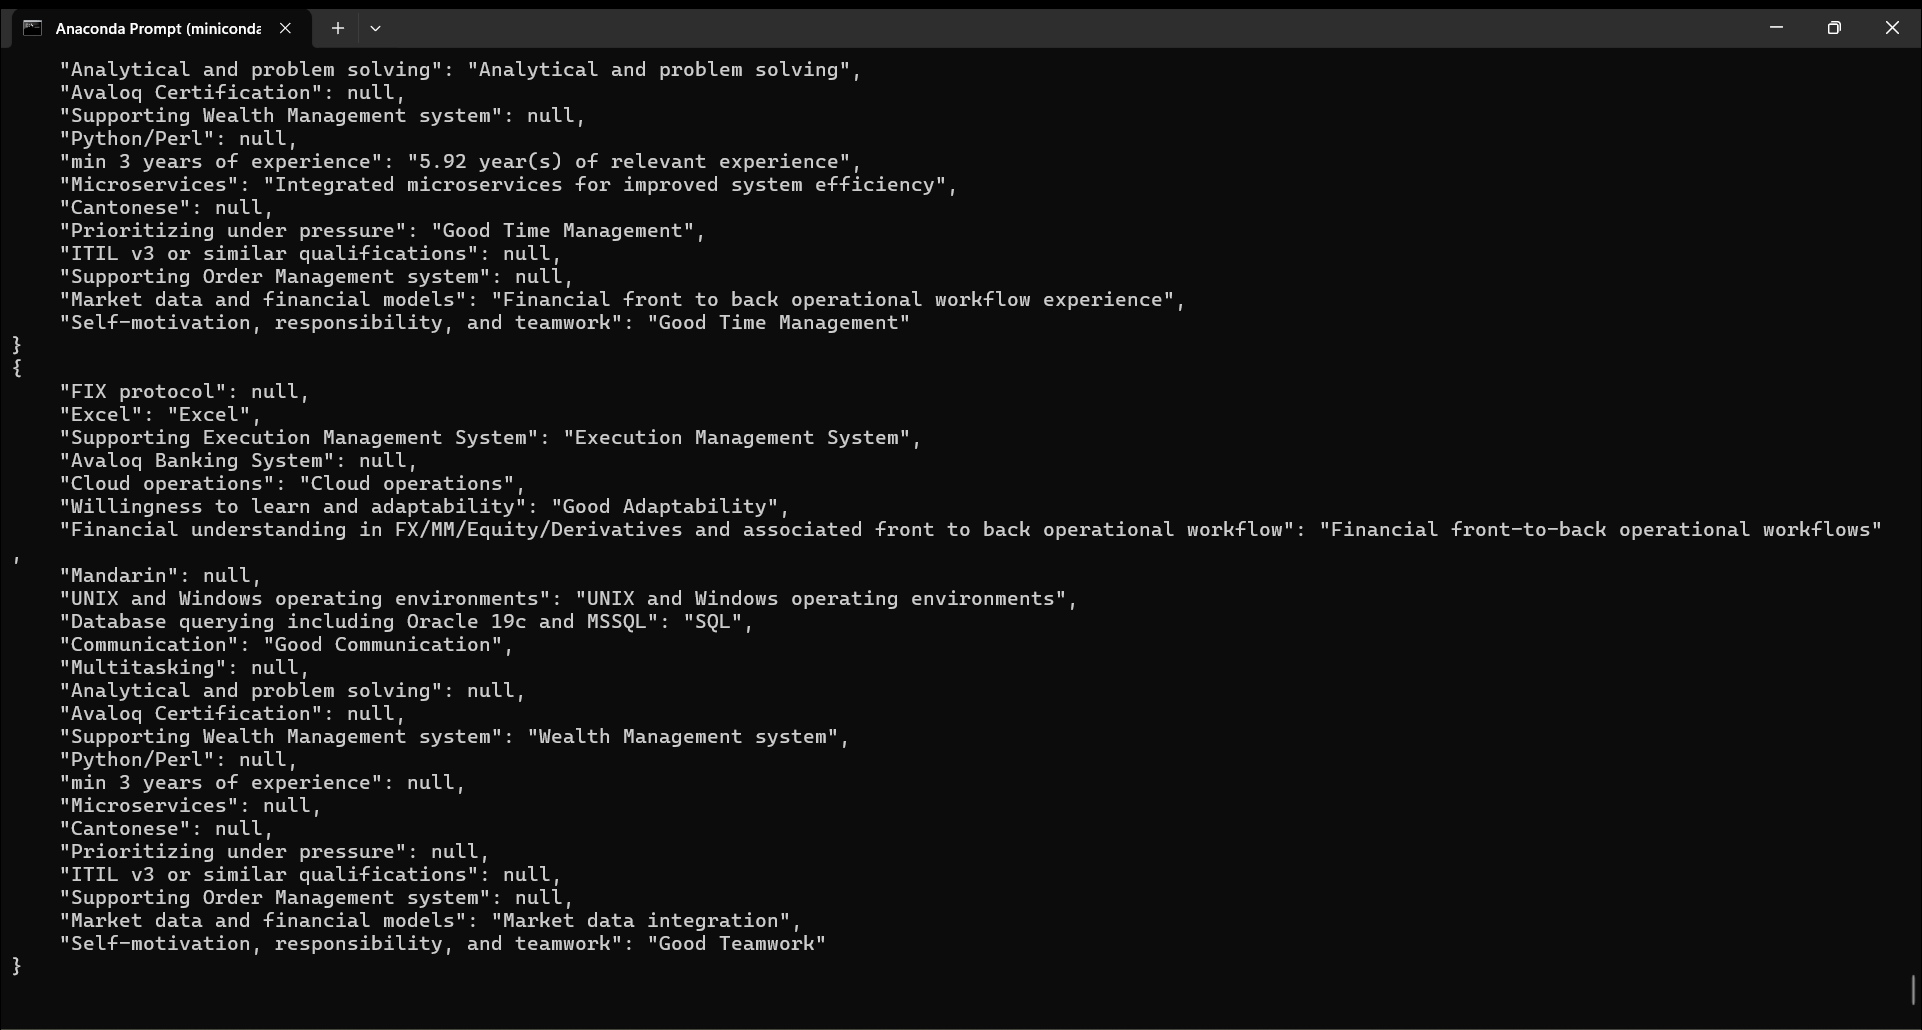 Anaconda Prompt (miniconda
"Analytical and problem solving": "Analytical and problem solving",
"Avaloq Certification": null,
"Supporting Wealth Management system": null,
"Python/Perl": null,
"min 3 years of experience": "5.92 year(s) of relevant experience",
"Microservices": "Integrated microservices for improved system efficiency",
"Cantonese": null,
"Prioritizing under pressure": "Good Time Management",
"ITIL v3 or similar qualifications": null,
"Supporting Order Management system": null,
"Market data and financial models": "Financial front to back operational workflow experience",
"Self-motivation, responsibility, and teamwork": "Good Time Management"
}
{
"FIX protocol": null,
"Excel": "Excel",
"Supporting Execution Management System": "Execution Management System",
"Avaloq Banking System": null,
"Cloud operations": "Cloud operations",
"Willingness to learn and adaptability": "Good Adaptability",
"Financial understanding in FX/MM/Equity/Derivatives and associated front to back operational workflow": "Financial front-to-back operational workflows"
,
"Mandarin": null,
"UNIX and Windows operating environments": "UNIX and Windows operating environments",
"Database querying including Oracle 19c and MSSQL": "SQL",
"Communication": "Good Communication",
"Multitasking": null,
"Analytical and problem solving": null,
"Avaloq Certification": null,
"Supporting Wealth Management system": "Wealth Management system",
"Python/Perl": null,
"min 3 years of experience": null,
"Microservices": null,
"Cantonese": null,
"Prioritizing under pressure": null,
"ITIL v3 or similar qualifications": null,
"Supporting Order Management system": null,
"Market data and financial models": "Market data integration",
"Self-motivation, responsibility, and teamwork": "Good Teamwork"
}